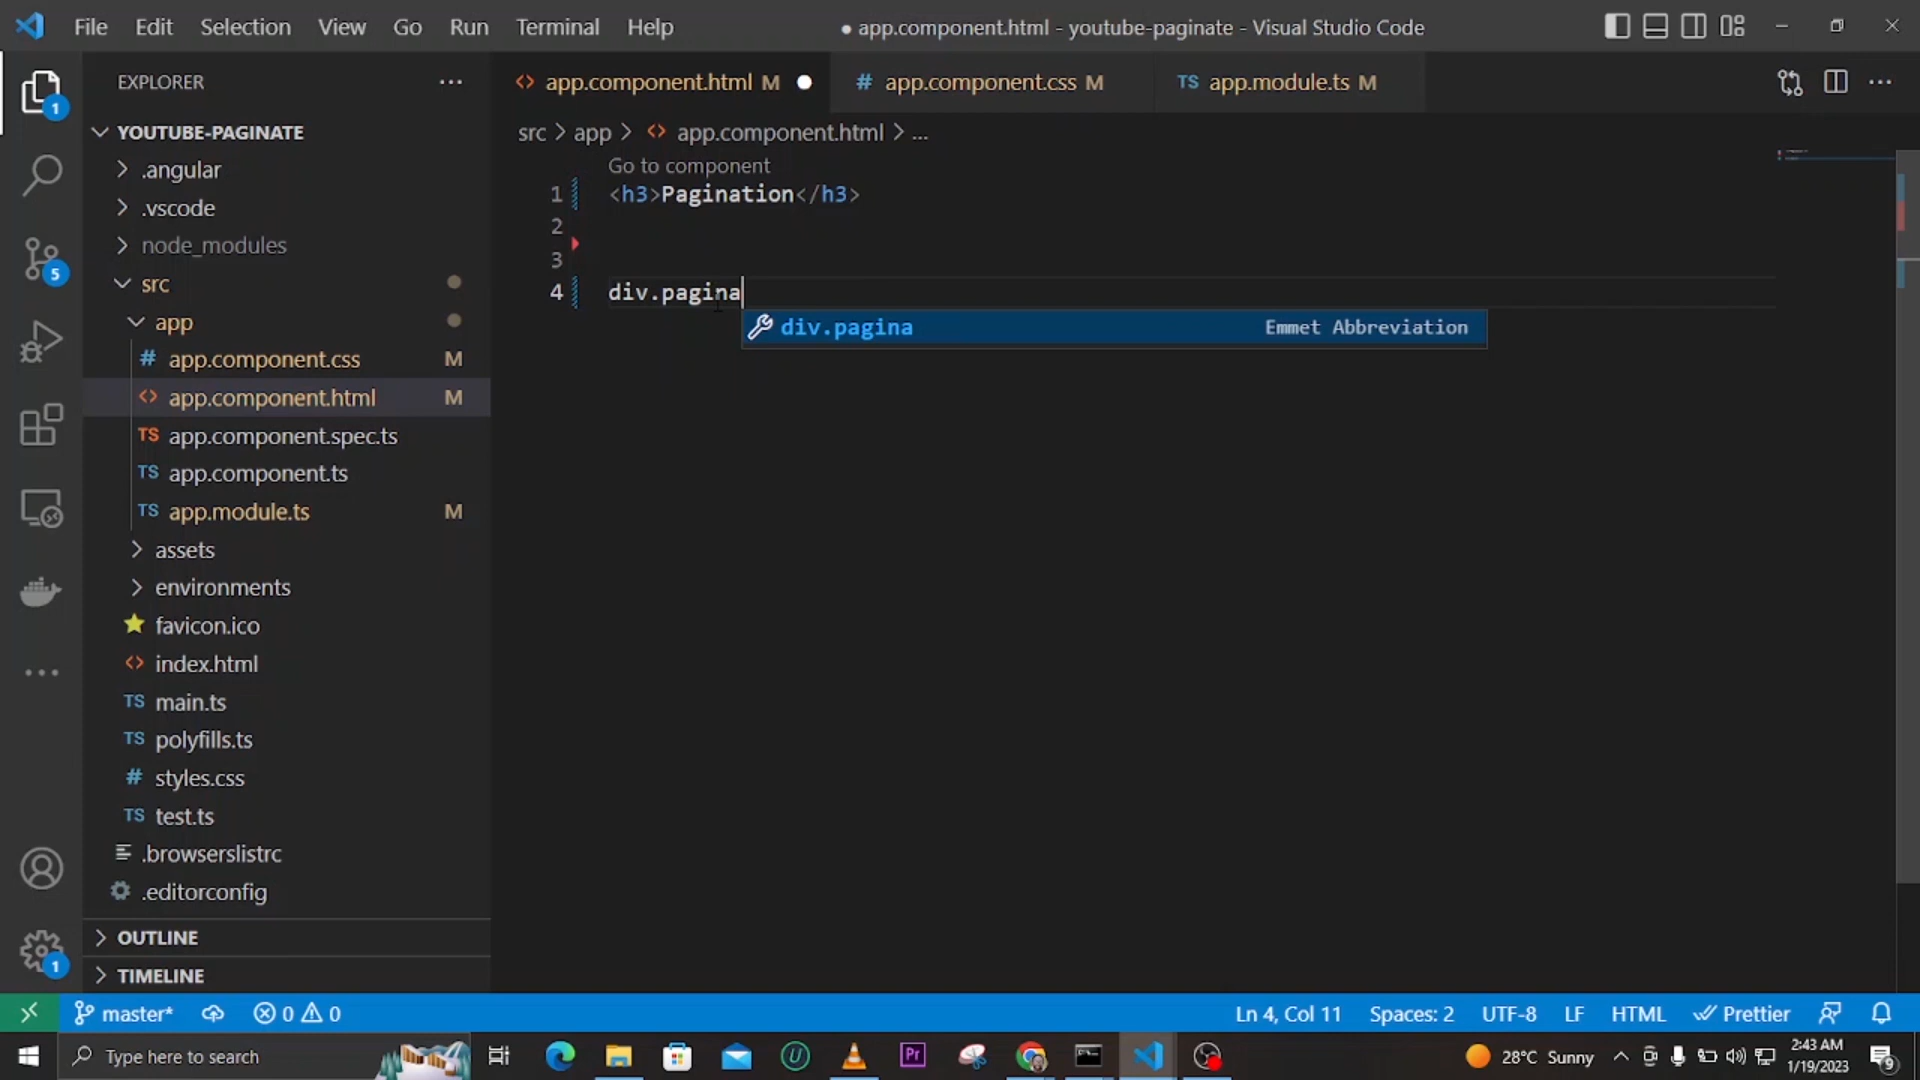 File Edit Selection View Go Run Terminal Help
● app.component.html - youtube-paginate - Visual Studio Code
EXPLORER
app.component.html M
# app.component.css M
TS app.module.ts M
1
YOUTUBE-PAGINATE
src > app > <> app.component.html > ...
.angular
Go to component
1 <h3>Pagination</h3>
.vscode
2
node_modules
3
5
src
4 div.pagina
app
div.pagina Emmet Abbreviation
# app.component.css M
<> app.component.html M
TS app.component.spec.ts
TS app.component.ts
TS app.module.ts M
assets
environments
favicon.ico
<> index.html
TS main.ts
TS polyfills.ts
# styles.css
TS test.ts
.browserslistrc
.editorconfig
OUTLINE
1
TIMELINE
master* 0 0 Ln 4, Col 11 Spaces: 2 UTF-8 LF HTML Prettier
Type here to search
U
Pr
28°C Sunny
2:43 AM
1/19/2023
9